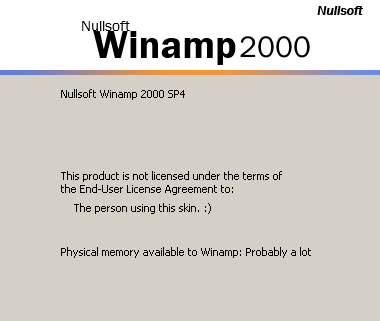 Nullsoft
Nullsoft
Winamp 2000
Nullsoft Winamp 2000 SP4
This product is not licensed under the terms of
the End-User License Agreement to:
The person using this skin. :)
Physical memory available to Winamp: Probably a lot